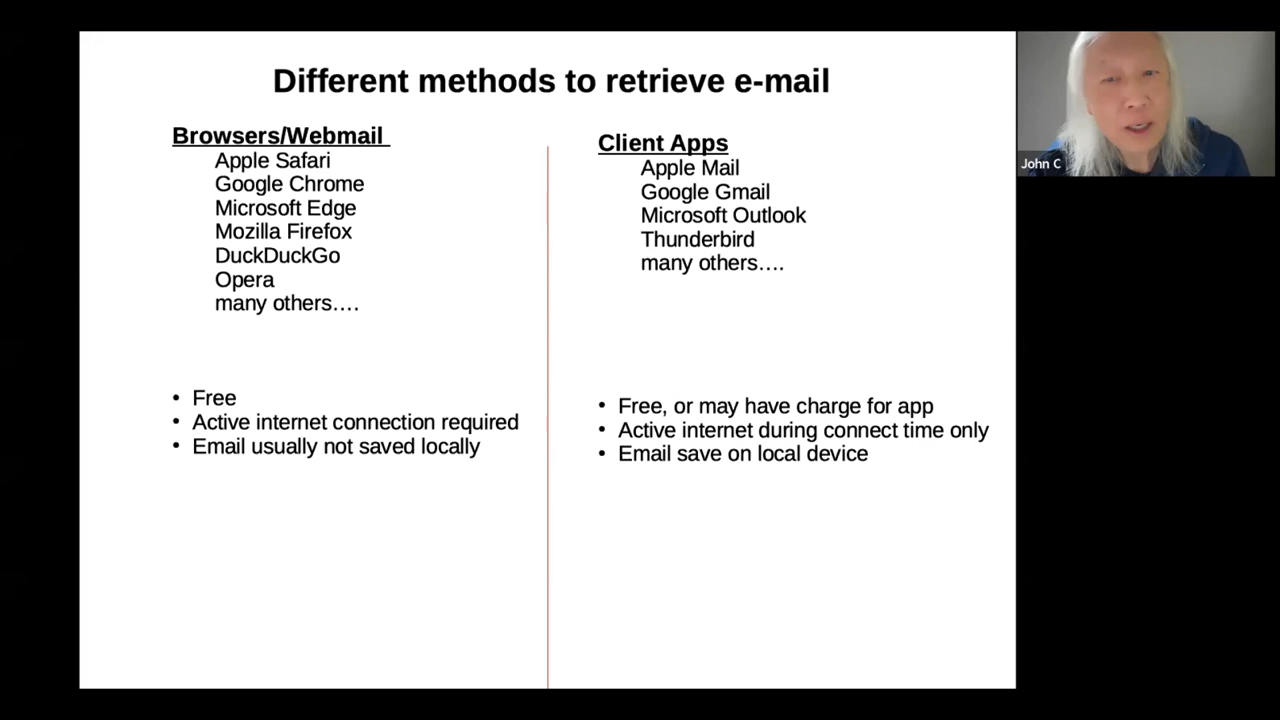 Different methods to retrieve e-mail
Browsers/Webmail
Apple Safari
Google Chrome
Microsoft Edge
Mozilla Firefox
DuckDuckGo
Opera
many others….
• Free
• Active internet connection required
• Email usually not saved locally
Client Apps
Apple Mail
Google Gmail
Microsoft Outlook
Thunderbird
many others….
• Free, or may have charge for app
• Active internet during connect time only
• Email save on local device
John C